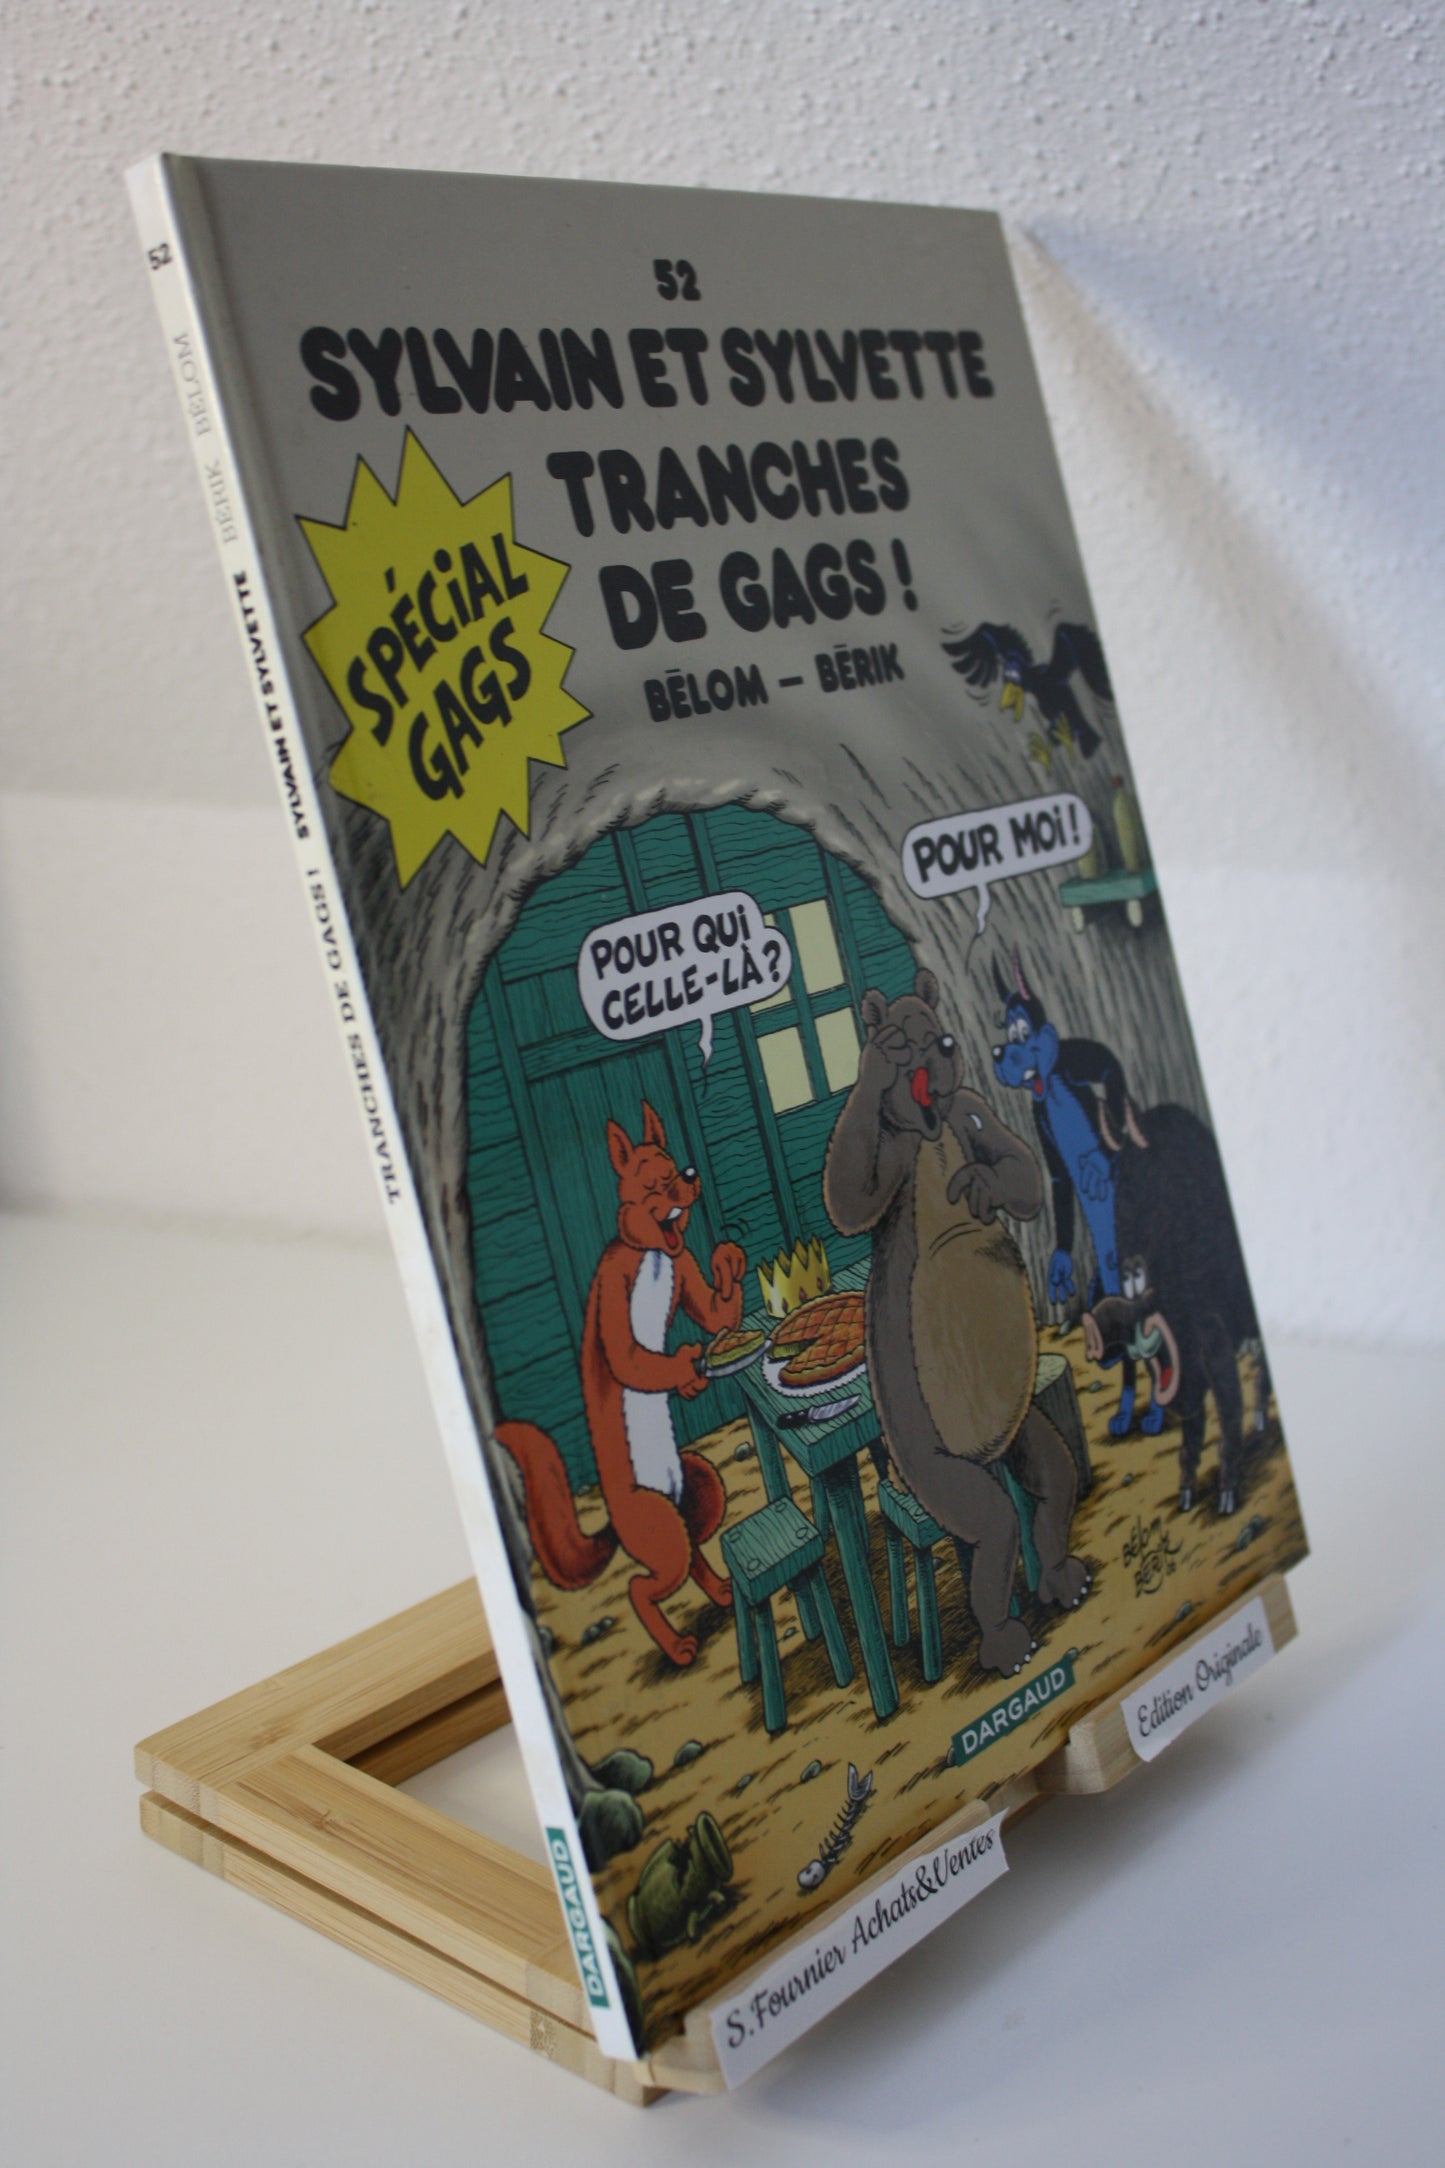 52
SYLVAIN ET SYLVETTE
TRANCHES
DE GAGS !
BÉLOM – BÉRIK
SPÉCIAL
GAGS
POUR MOI !
POUR QUI
CELLE-LÀ ?
BÉLOM
BÉRIK
DARGAUD
52 BÉLOM BÉRIK SYLVAIN ET SYLVETTE TRANCHES DE GAGS ! DARGAUD
Edition Originale
S.Fournier Achats&Ventes